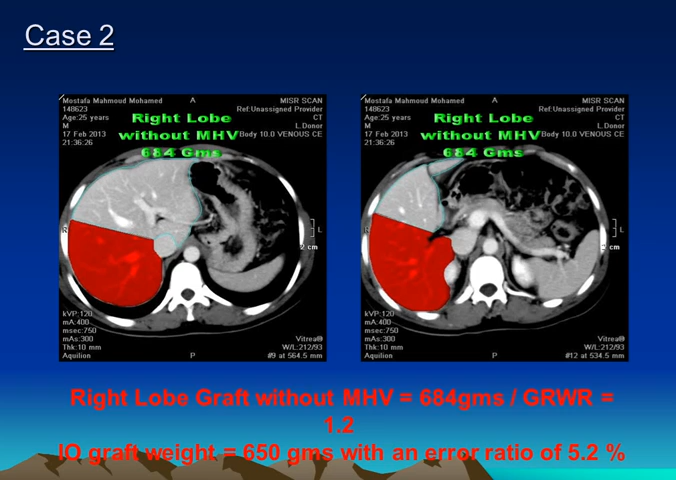 Case 2
Mostafa Mahmoud Mohamed
148623
Age:25 years
M
17 Feb 2013
21:36:26
A
MISR SCAN
Ref:Unassigned Provider
CT
L.Donor
Body 10.0 VENOUS CE
Right Lobe
without MHV
684 Gms
R
L
2 cm
kVP:120
mA:400
msec:750
mAs:300
Thk:10 mm
Aquilion
P
Vitrea®
W/L:212/93
#9 at 564.5 mm
Mostafa Mahmoud Mohamed
148623
Age:25 years
M
17 Feb 2013
21:36:26
A
MISR SCAN
Ref:Unassigned Provider
CT
L.Donor
Body 10.0 VENOUS CE
Right Lobe
without MHV
684 Gms
R
L
2 cm
kVP:120
mA:400
msec:750
mAs:300
Thk:10 mm
Aquilion
P
Vitrea®
W/L:212/93
#12 at 534.5 mm
Right Lobe Graft without MHV = 684gms / GRWR =
1.2
IO graft weight = 650 gms with an error ratio of 5.2 %